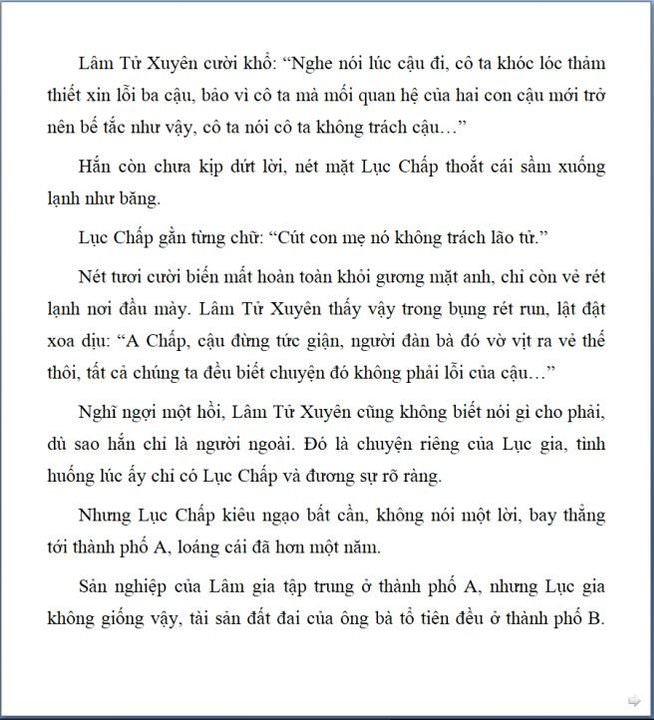 Lâm Tử Xuyên cười khổ: “Nghe nói lúc cậu đi, cô ta khóc lóc thảm
thiết xin lỗi ba cậu, bảo vì cô ta mà mối quan hệ của hai con cậu mới trở
nên bế tắc như vậy, cô ta nói cô ta không trách cậu…”
Hắn còn chưa kịp dứt lời, nét mặt Lục Chấp thoắt cái sầm xuống
lạnh như băng.
Lục Chấp gằn từng chữ: “Cút con mẹ nó không trách lão tử.”
Nét tươi cười biến mất hoàn toàn khỏi gương mặt anh, chỉ còn vẻ rét
lạnh nơi đầu mày. Lâm Tử Xuyên thấy vậy trong bụng rét run, lật đật
xoa dịu: “A Chấp, cậu đừng tức giận, người đàn bà đó vờ vịt ra vẻ thế
thôi, tất cả chúng ta đều biết chuyện đó không phải lỗi của cậu…”
Nghĩ ngợi một hồi, Lâm Tử Xuyên cũng không biết nói gì cho phải,
dù sao hắn chỉ là người ngoài. Đó là chuyện riêng của Lục gia, tình
huống lúc ấy chỉ có Lục Chấp và đương sự rõ ràng.
Nhưng Lục Chấp kiêu ngạo bất cần, không nói một lời, bay thẳng
tới thành phố A, loáng cái đã hơn một năm.
Sản nghiệp của Lâm gia tập trung ở thành phố A, nhưng Lục gia
không giống vậy, tài sản đất đai của ông bà tổ tiên đều ở thành phố B.